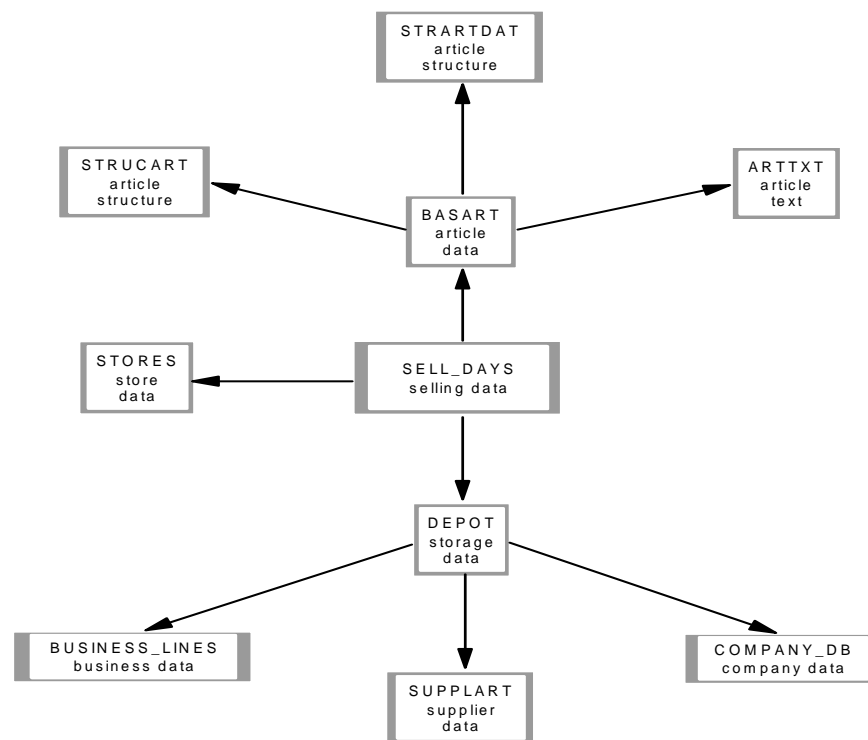 STRARTDAT
article
structure
STRUCART
article
structure
ARTTXT
article
text
BASART
article
data
STORES
store
data
SELL_DAYS
selling data
DEPOT
storage
data
BUSINESS_LINES
business data
SUPPLART
supplier
data
COMPANY_DB
company data